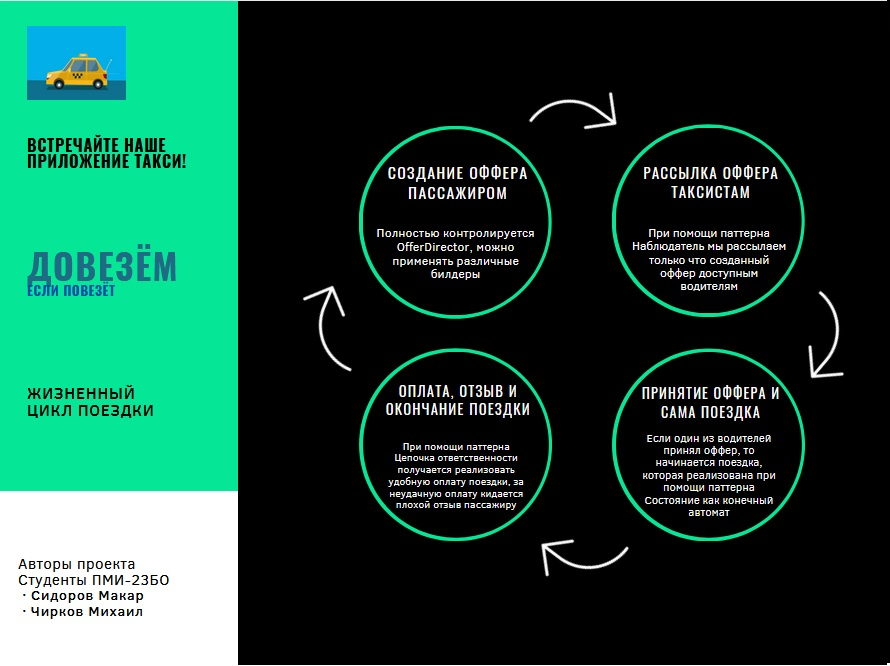 ВСТРЕЧАЙТЕ НАШЕ
ПРИЛОЖЕНИЕ ТАКСИ!
ДОВЕЗЁМ
ЕСЛИ ПОВЕЗЁТ
ЖИЗНЕННЫЙ
ЦИКЛ ПОЕЗДКИ
Авторы проекта
Студенты ПМИ-23БО
· Сидоров Макар
· Чирков Михаил
СОЗДАНИЕ ОФФЕРА
ПАССАЖИРОМ
Полностью контролируется
OfferDirector, можно
применять различные
билдеры
РАССЫЛКА ОФФЕРА
ТАКСИСТАМ
При помощи паттерна
Наблюдатель мы рассылаем
только что созданный
оффер доступным
водителям
ПРИНЯТИЕ ОФФЕРА И
САМА ПОЕЗДКА
Если один из водителей
принял оффер, то
начинается поездка,
которая реализована при
помощи паттерна
Состояние как конечный
автомат
ОПЛАТА, ОТЗЫВ И
ОКОНЧАНИЕ ПОЕЗДКИ
При помощи паттерна
Цепочка ответственности
получается реализовать
удобную оплату поездки, за
неудачную оплату кидается
плохой отзыв пассажиру